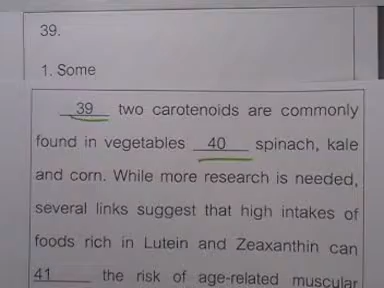 39.
1. Some
39 two carotenoids are commonly
found in vegetables 40 spinach, kale
and corn. While more research is needed,
several links suggest that high intakes of
foods rich in Lutein and Zeaxanthin can
41 the risk of age-related muscular